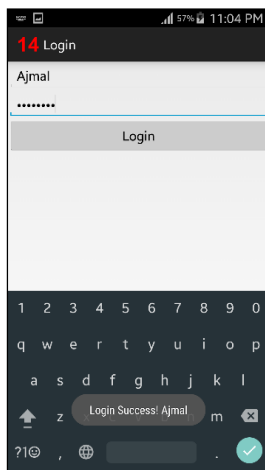 57% 11:04 PM
14 Login
Ajmal
••••••••
Login
1 2 3 4 5 6 7 8 9 0
q w e r t y u i o p
a s d f g h j k l
z m
Login Success! Ajmal
?1☺ , .